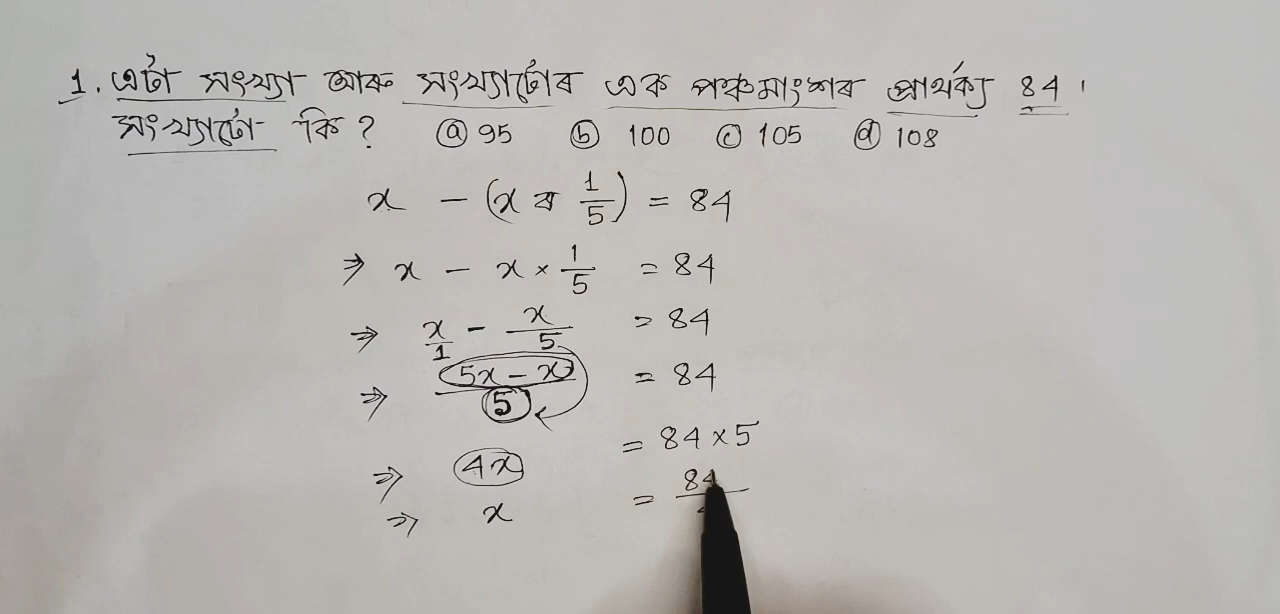 1. এটা সংখ্যা আৰু সংখ্যাটোৰ এক পঞ্চমাংশৰ প্ৰাৰ্থক্য 84।
সংখ্যাটো কি? ⓐ 95 ⓑ 100 ⓒ 105 ⓓ 108
x - (x ৰ 1/5) = 84
⇒ x - x × 1/5 = 84
⇒ x/1 - x/5 = 84
⇒ (5x - x)/5 = 84
⇒ 4x = 84 × 5
⇒ x = 84